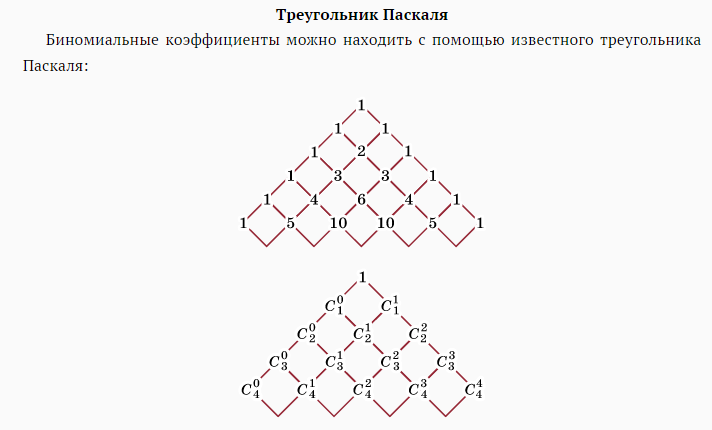 Треугольник Паскаля
Биномиальные коэффициенты можно находить с помощью известного треугольника
Паскаля:
1
1 1
1 2 1
1 3 3 1
1 4 6 4 1
1 5 10 10 5 1
1
C₁⁰ C₁¹
C₂⁰ C₂¹ C₂²
C₃⁰ C₃¹ C₃² C₃³
C₄⁰ C₄¹ C₄² C₄³ C₄⁴